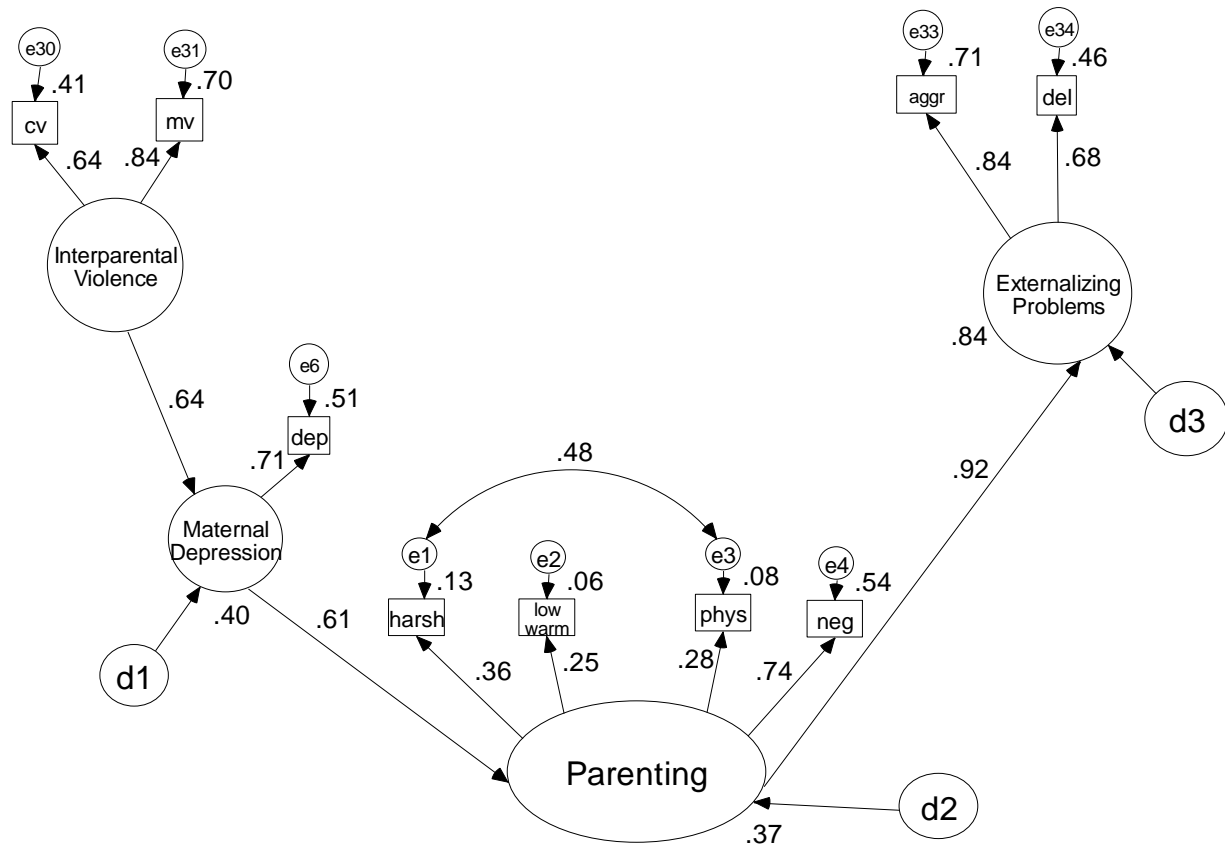 e30
e31
e33
e34
.41
.70
.71
.46
cv
mv
aggr
del
.64
.84
.84
.68
Interparental
Violence
Externalizing
Problems
.84
e6
.51
.64
dep
.71
d3
.48
.92
Maternal
Depression
e1
e2
e3
e4
.13
.06
.08
.54
harsh
low
warm
phys
neg
.40
.61
d1
.36
.25
.28
.74
Parenting
d2
.37